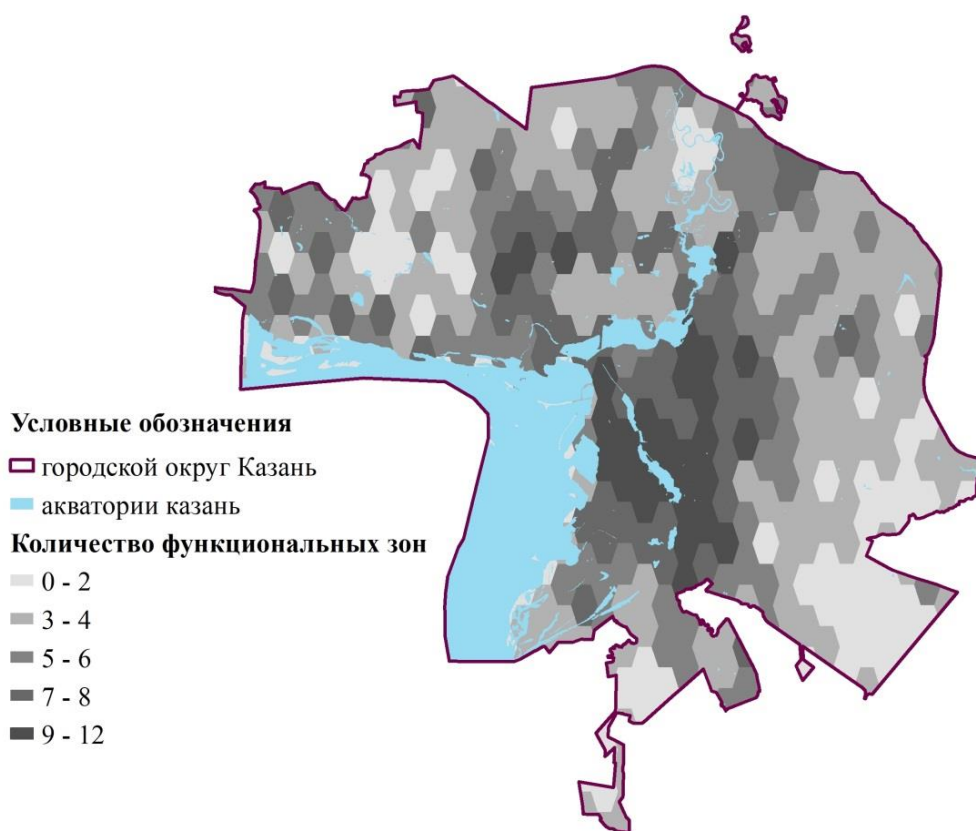 Условные обозначения
городской округ Казань
акватории казань
Количество функциональных зон
0 - 2
3 - 4
5 - 6
7 - 8
9 - 12